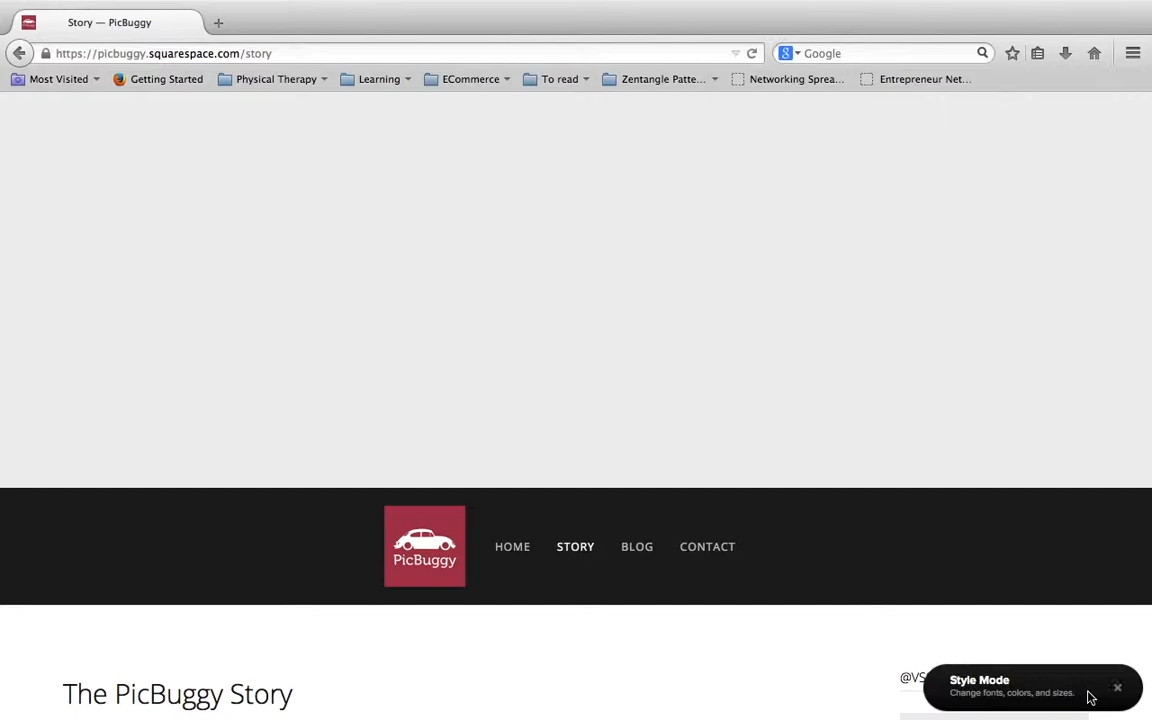 Story — PicBuggy
https://picbuggy.squarespace.com/story
Google
Most Visited
Getting Started
Physical Therapy
Learning
ECommerce
To read
Zentangle Patte...
Networking Sprea...
Entrepreneur Net...
PicBuggy
HOME
STORY
BLOG
CONTACT
The PicBuggy Story
@VS
Style Mode
Change fonts, colors, and sizes.